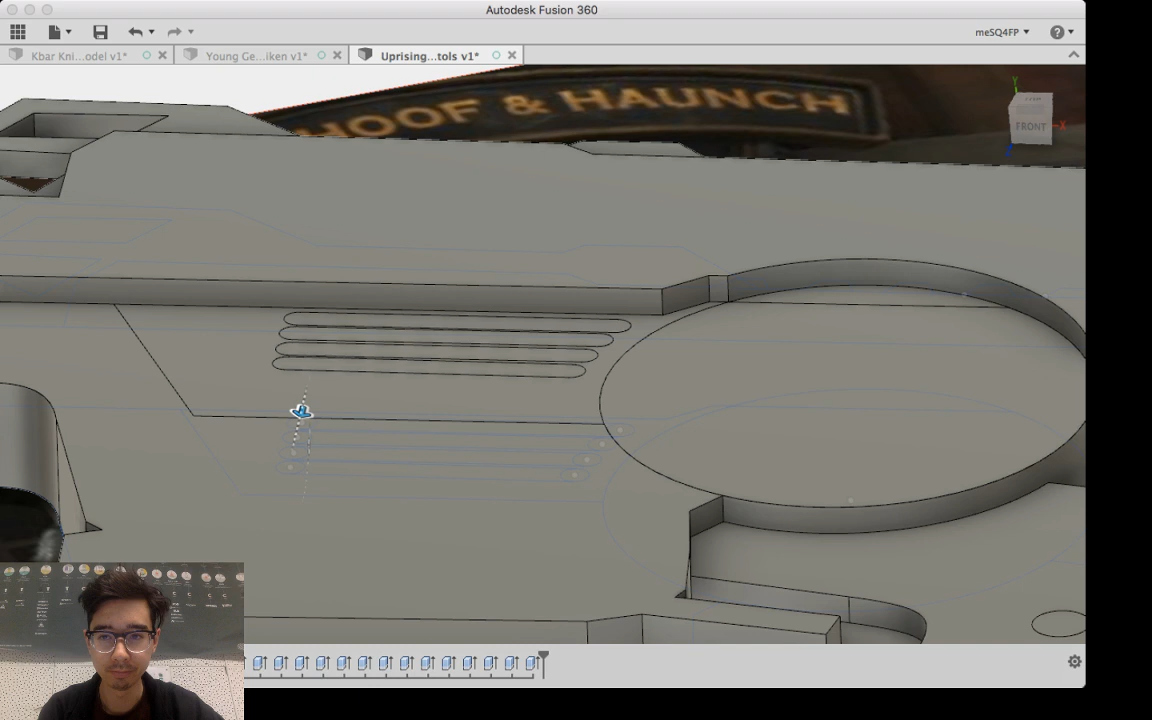 Autodesk Fusion 360
meSQ4FP
Kbar Kni...odel v1*
Young Ge...iken v1*
Uprising...tols v1*
HOOF & HAUNCH
FRONT
Y
X